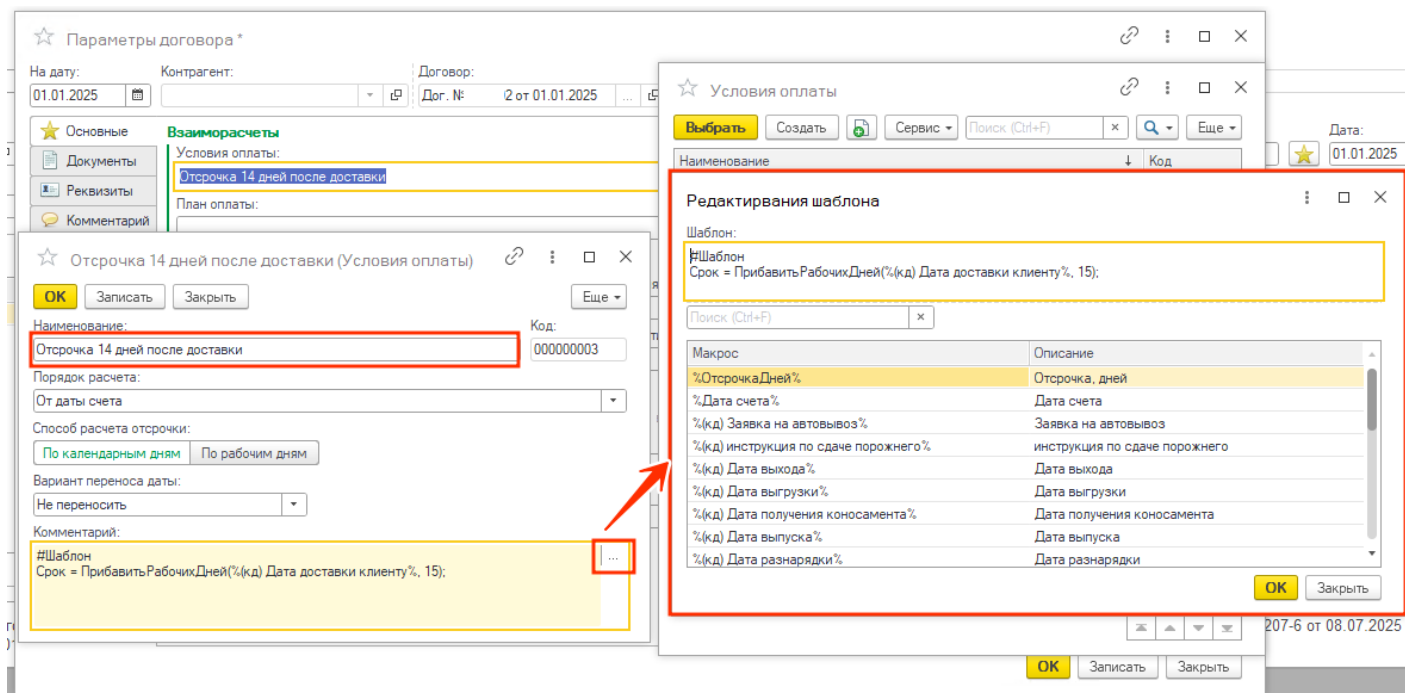 Параметры договора *
На дату:
Контрагент:
Договор:
01.01.2025
Дог. №
2 от 01.01.2025
...
Основные
Документы
Реквизиты
Комментарий
Взаиморасчеты
Условия оплаты:
Отсрочка 14 дней после доставки
План оплаты:
Условия оплаты
Выбрать
Создать
Сервис
Поиск (Ctrl+F)
×
Еще
Наименование
↓
Код
Дата:
01.01.2025
Отсрочка 14 дней после доставки (Условия оплаты)
ОК
Записать
Закрыть
Еще
Наименование:
Код:
Отсрочка 14 дней после доставки
000000003
Порядок расчета:
От даты счета
Способ расчета отсрочки:
По календарным дням
По рабочим дням
Вариант переноса даты:
Не переносить
Комментарий:
#Шаблон
Срок = ПрибавитьРабочихДней(%(кд) Дата доставки клиенту%, 15);
...
Редактирвания шаблона
Шаблон:
#Шаблон
Срок = ПрибавитьРабочихДней(%(кд) Дата доставки клиенту%, 15);
Поиск (Ctrl+F)
×
Макрос Описание
%ОтсрочкаДней% Отсрочка, дней
%Дата счета% Дата счета
%(кд) Заявка на автовывоз% Заявка на автовывоз
%(кд) инструкция по сдаче порожнего% инструкция по сдаче порожнего
%(кд) Дата выхода% Дата выхода
%(кд) Дата выгрузки% Дата выгрузки
%(кд) Дата получения коносамента% Дата получения коносамента
%(кд) Дата выпуска% Дата выпуска
%(кд) Дата разнарядки% Дата разнарядки
ОК
Закрыть
207-6 от 08.07.2025
ОК
Записать
Закрыть